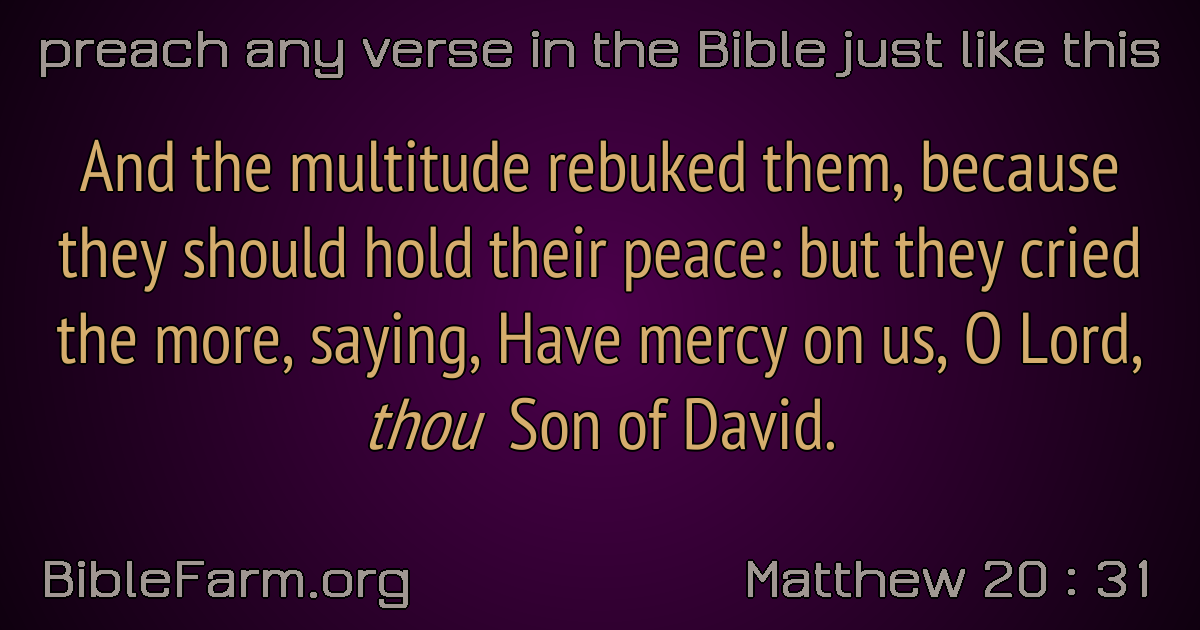 preach any verse in the Bible just like this
And the multitude rebuked them, because
they should hold their peace: but they cried
the more, saying, Have mercy on us, O Lord,
thou Son of David.
BibleFarm.org
Matthew 20 : 31